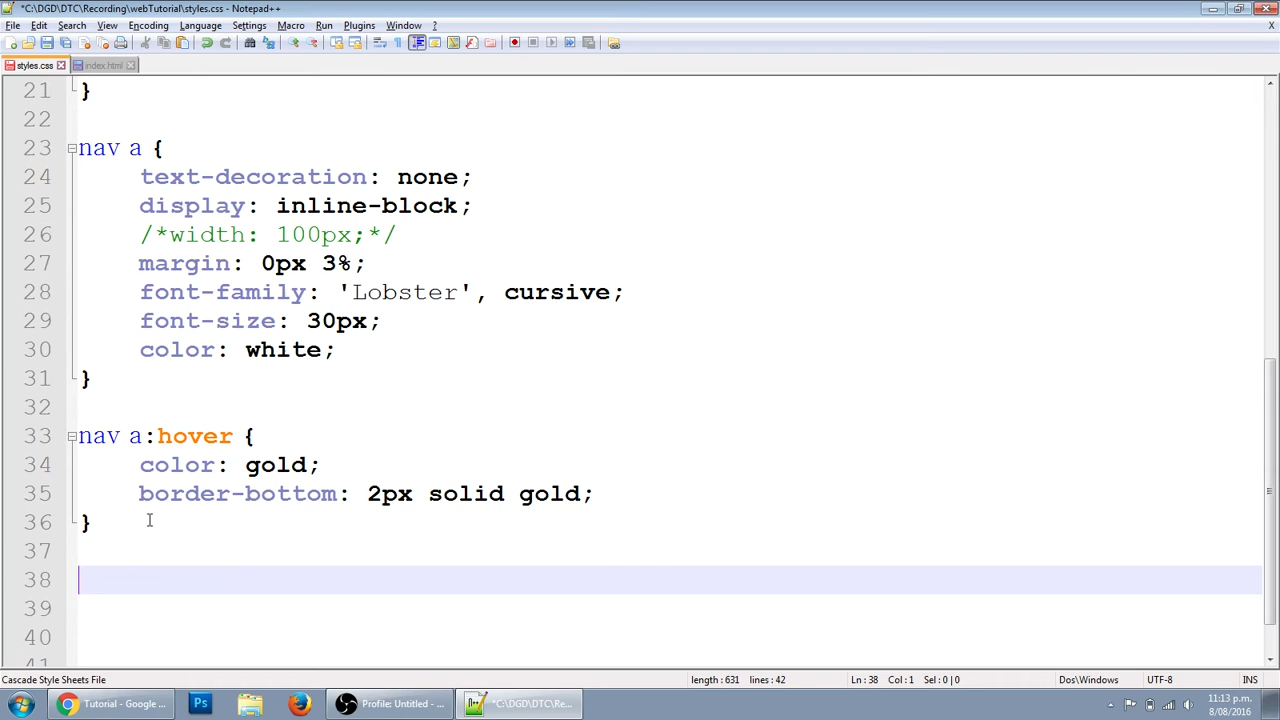 *C:\DGD\DTC\Recording\webTutorial\styles.css - Notepad++
File Edit Search View Encoding Language Settings Macro Run Plugins Window ? X
styles.css index.html
21 }
22
23 nav a {
24 text-decoration: none;
25 display: inline-block;
26 /*width: 100px;*/
27 margin: 0px 3%;
28 font-family: 'Lobster', cursive;
29 font-size: 30px;
30 color: white;
31 }
32
33 nav a:hover {
34 color: gold;
35 border-bottom: 2px solid gold;
36 }
37
38
39
40
41
Cascade Style Sheets File length : 631 lines : 42 Ln : 38 Col : 1 Sel : 0 | 0 Dos\Windows UTF-8 INS
Tutorial - Google ... Ps Profile: Untitled - ... *C:\DGD\DTC\Re...
11:13 p.m.
8/08/2016